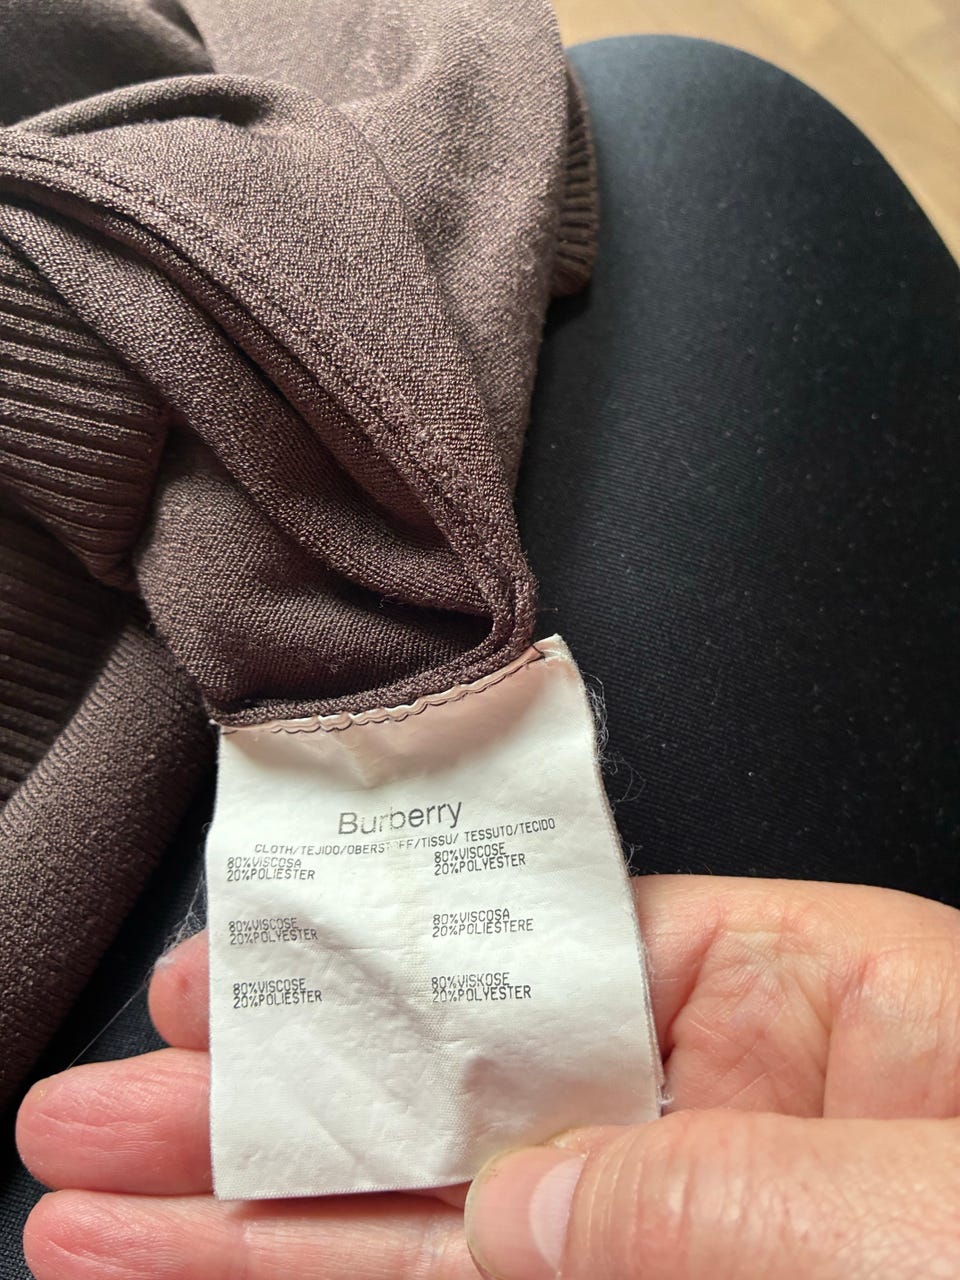 Burberry
CLOTH/TEJIDO/OBERSTOFF/TISSU/ TESSUTO/TECIDO
80%VISCOSA
20%POLIESTER
80%VISCOSE
20%POLYESTER
80%VISCOSE
20%POLYESTER
80%VISCOSA
20%POLIESTERE
80%VISCOSE
20%POLIESTER
80%VISKOSE
20%POLYESTER